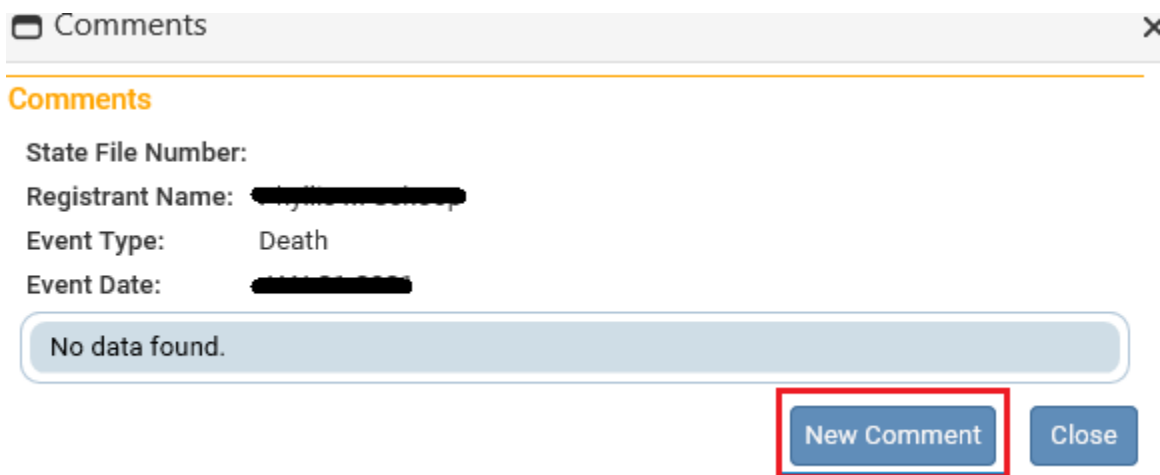 Comments
Comments
State File Number:
Registrant Name:
Event Type: Death
Event Date:
No data found.
New Comment Close